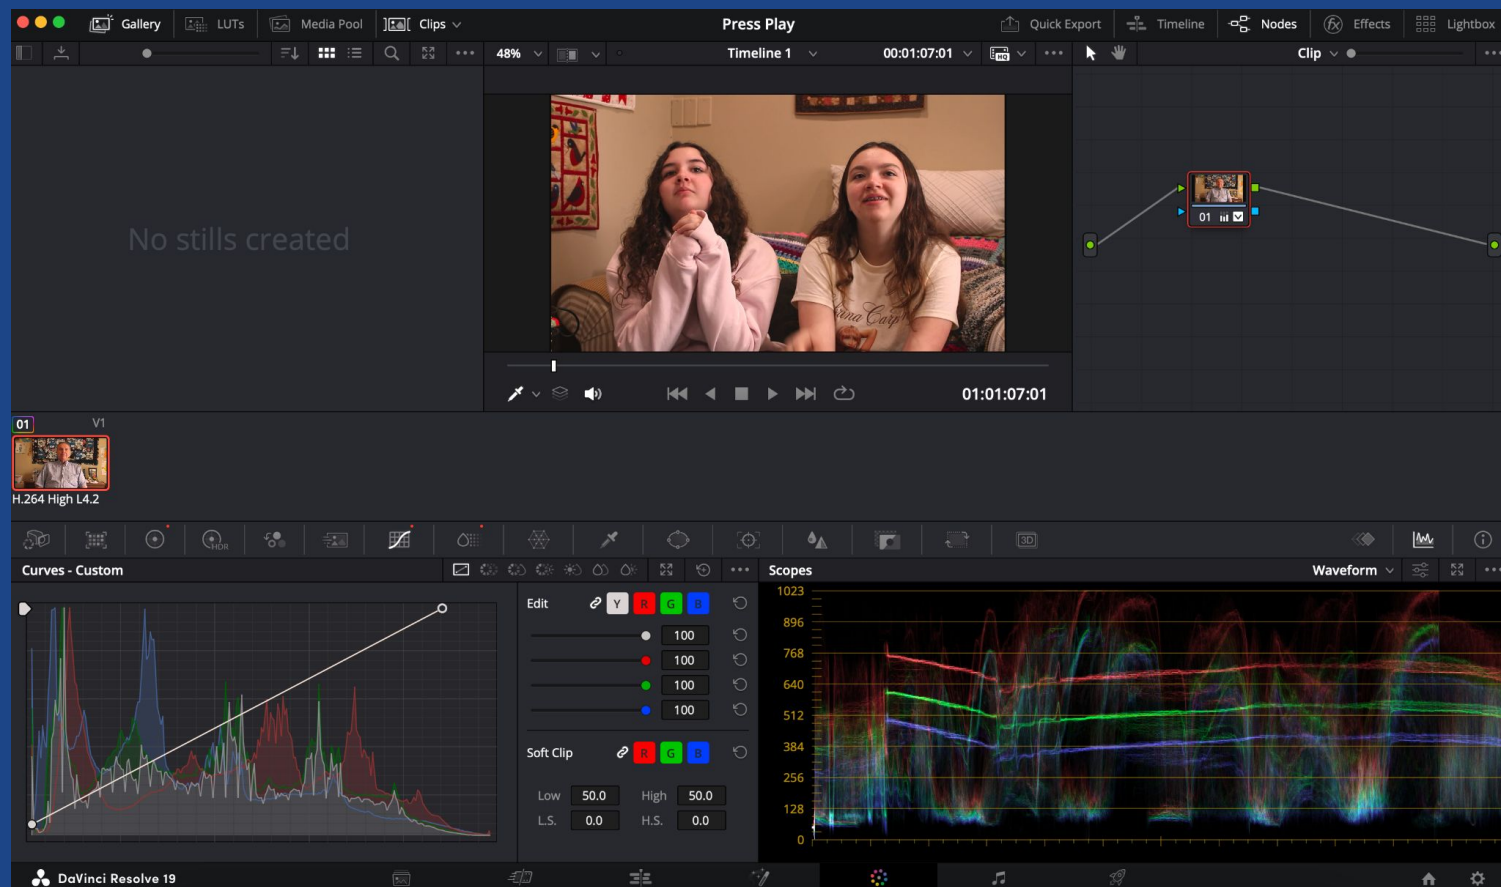 Gallery LUTs Media Pool Clips Press Play Quick Export Timeline Nodes Effects Lightbox
48% Timeline 1 00:01:07:01 HQ Clip
No stills created
01
01:01:07:01
01 V1
H.264 High L4.2
HDR 3D
Curves - Custom
Edit Y R G B
100
100
100
100
Soft Clip R G B
Low 50.0 High 50.0
L.S. 0.0 H.S. 0.0
Scopes Waveform
1023
896
768
640
512
384
256
128
0
DaVinci Resolve 19